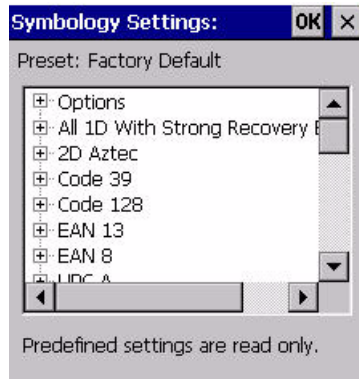 Symbology Settings: OK ×
Preset: Factory Default
Options
All 1D With Strong Recovery
2D Aztec
Code 39
Code 128
EAN 13
EAN 8
UPC A
Predefined settings are read only.